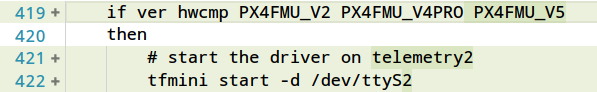 419 + if ver hwcmp PX4FMU_V2 PX4FMU_V4PRO PX4FMU_V5
420 then
421 + # start the driver on telemetry2
422 + tfmini start -d /dev/ttyS2